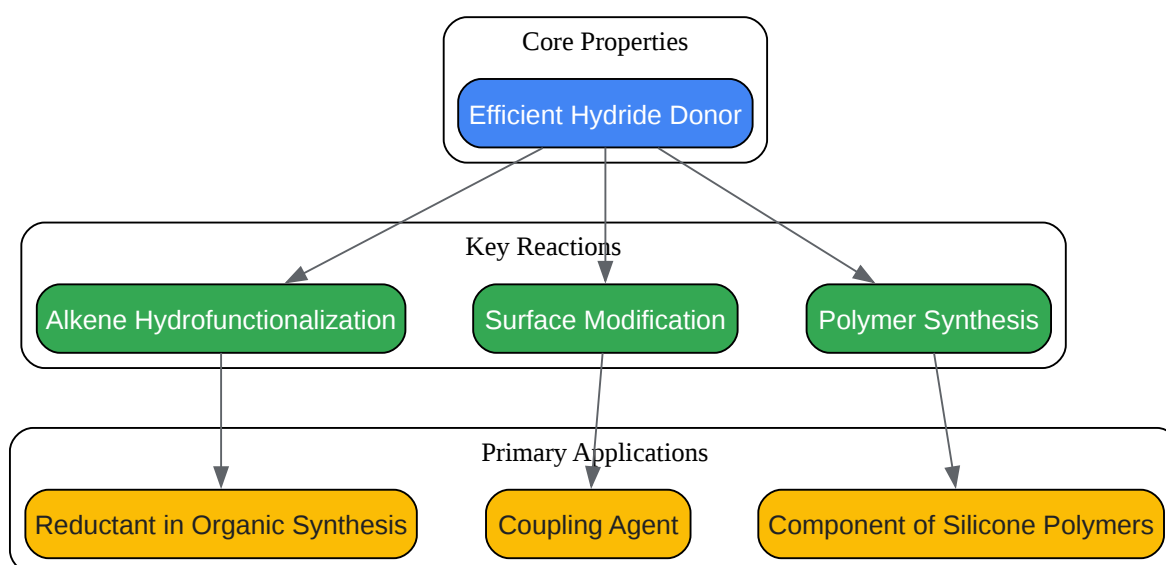 Core Properties
Efficient Hydride Donor
Key Reactions
Alkene Hydrofunctionalization
Surface Modification
Polymer Synthesis
Primary Applications
Reductant in Organic Synthesis
Coupling Agent
Component of Silicone Polymers